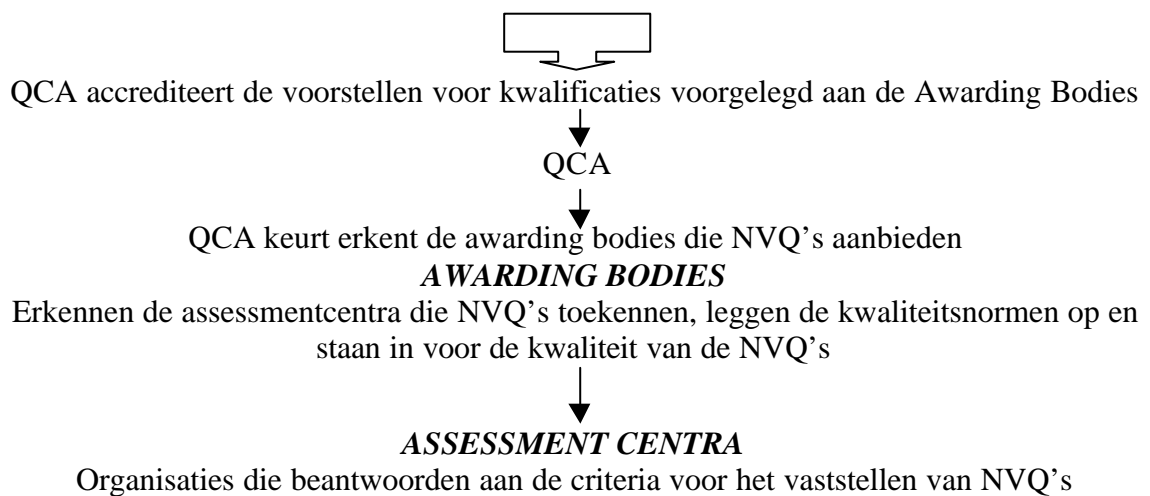 QCA accrediteert de voorstellen voor kwalificaties voorgelegd aan de Awarding Bodies
QCA
QCA keurt erkent de awarding bodies die NVQ’s aanbieden
AWARDING BODIES
Erkennen de assessmentcentra die NVQ’s toekennen, leggen de kwaliteitsnormen op en
staan in voor de kwaliteit van de NVQ’s
ASSESSMENT CENTRA
Organisaties die beantwoorden aan de criteria voor het vaststellen van NVQ’s